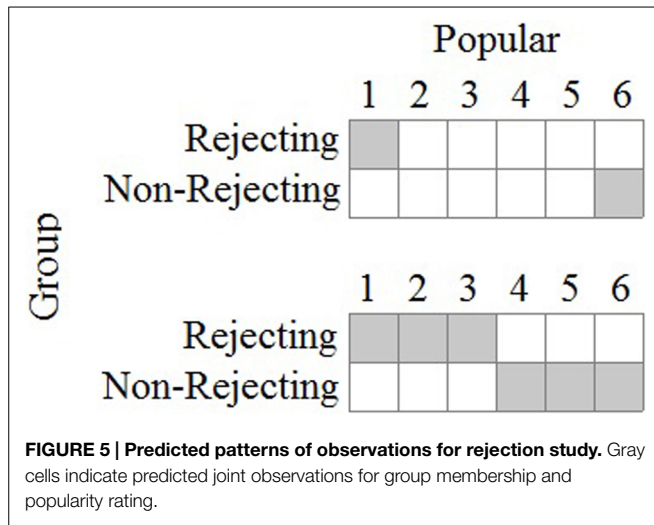 Popular
1 2 3 4 5 6
Rejecting
Non-Rejecting
Group
1 2 3 4 5 6
Rejecting
Non-Rejecting
FIGURE 5 | Predicted patterns of observations for rejection study. Gray
cells indicate predicted joint observations for group membership and
popularity rating.